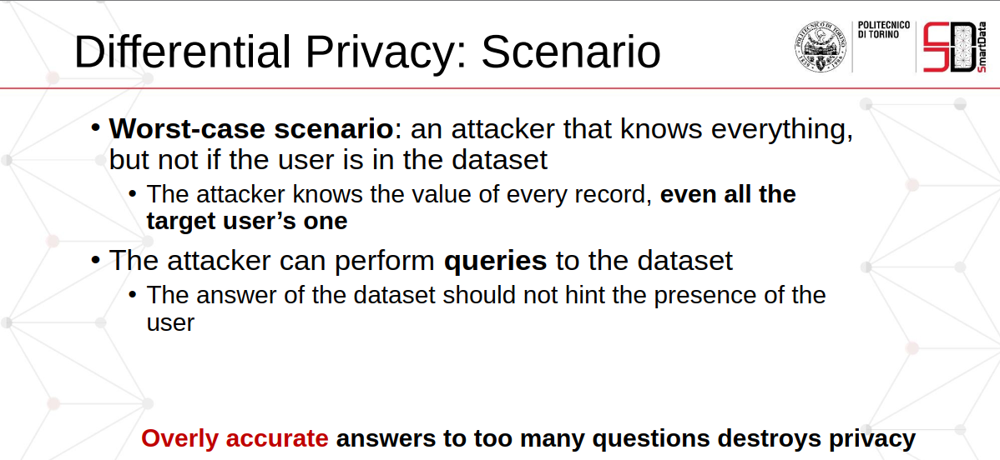 Differential Privacy: Scenario
POLITECNICO
DI TORINO
SmartData
• Worst-case scenario: an attacker that knows everything,
but not if the user is in the dataset
• The attacker knows the value of every record, even all the
target user’s one
• The attacker can perform queries to the dataset
• The answer of the dataset should not hint the presence of the
user
Overly accurate answers to too many questions destroys privacy